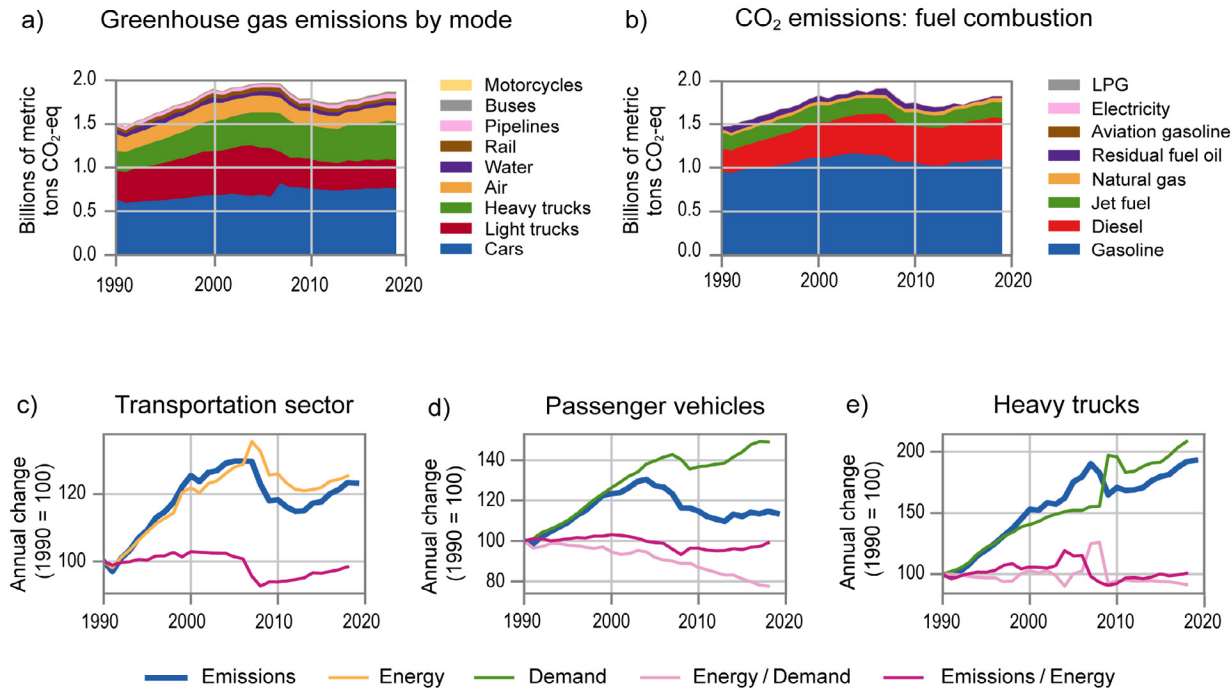 a) Greenhouse gas emissions by mode
Billions of metric
tons CO₂-eq
2.0
1.5
1.0
0.5
0.0
1990 2000 2010 2020
Motorcycles
Buses
Pipelines
Rail
Water
Air
Heavy trucks
Light trucks
Cars
b) CO₂ emissions: fuel combustion
Billions of metric
tons CO₂-eq
2.0
1.5
1.0
0.5
0.0
1990 2000 2010 2020
LPG
Electricity
Aviation gasoline
Residual fuel oil
Natural gas
Jet fuel
Diesel
Gasoline
c) Transportation sector
Annual change
(1990 = 100)
120
100
1990 2000 2010 2020
d) Passenger vehicles
Annual change
(1990 = 100)
140
120
100
80
1990 2000 2010 2020
e) Heavy trucks
Annual change
(1990 = 100)
200
150
100
1990 2000 2010 2020
Emissions Energy Demand Energy / Demand Emissions / Energy